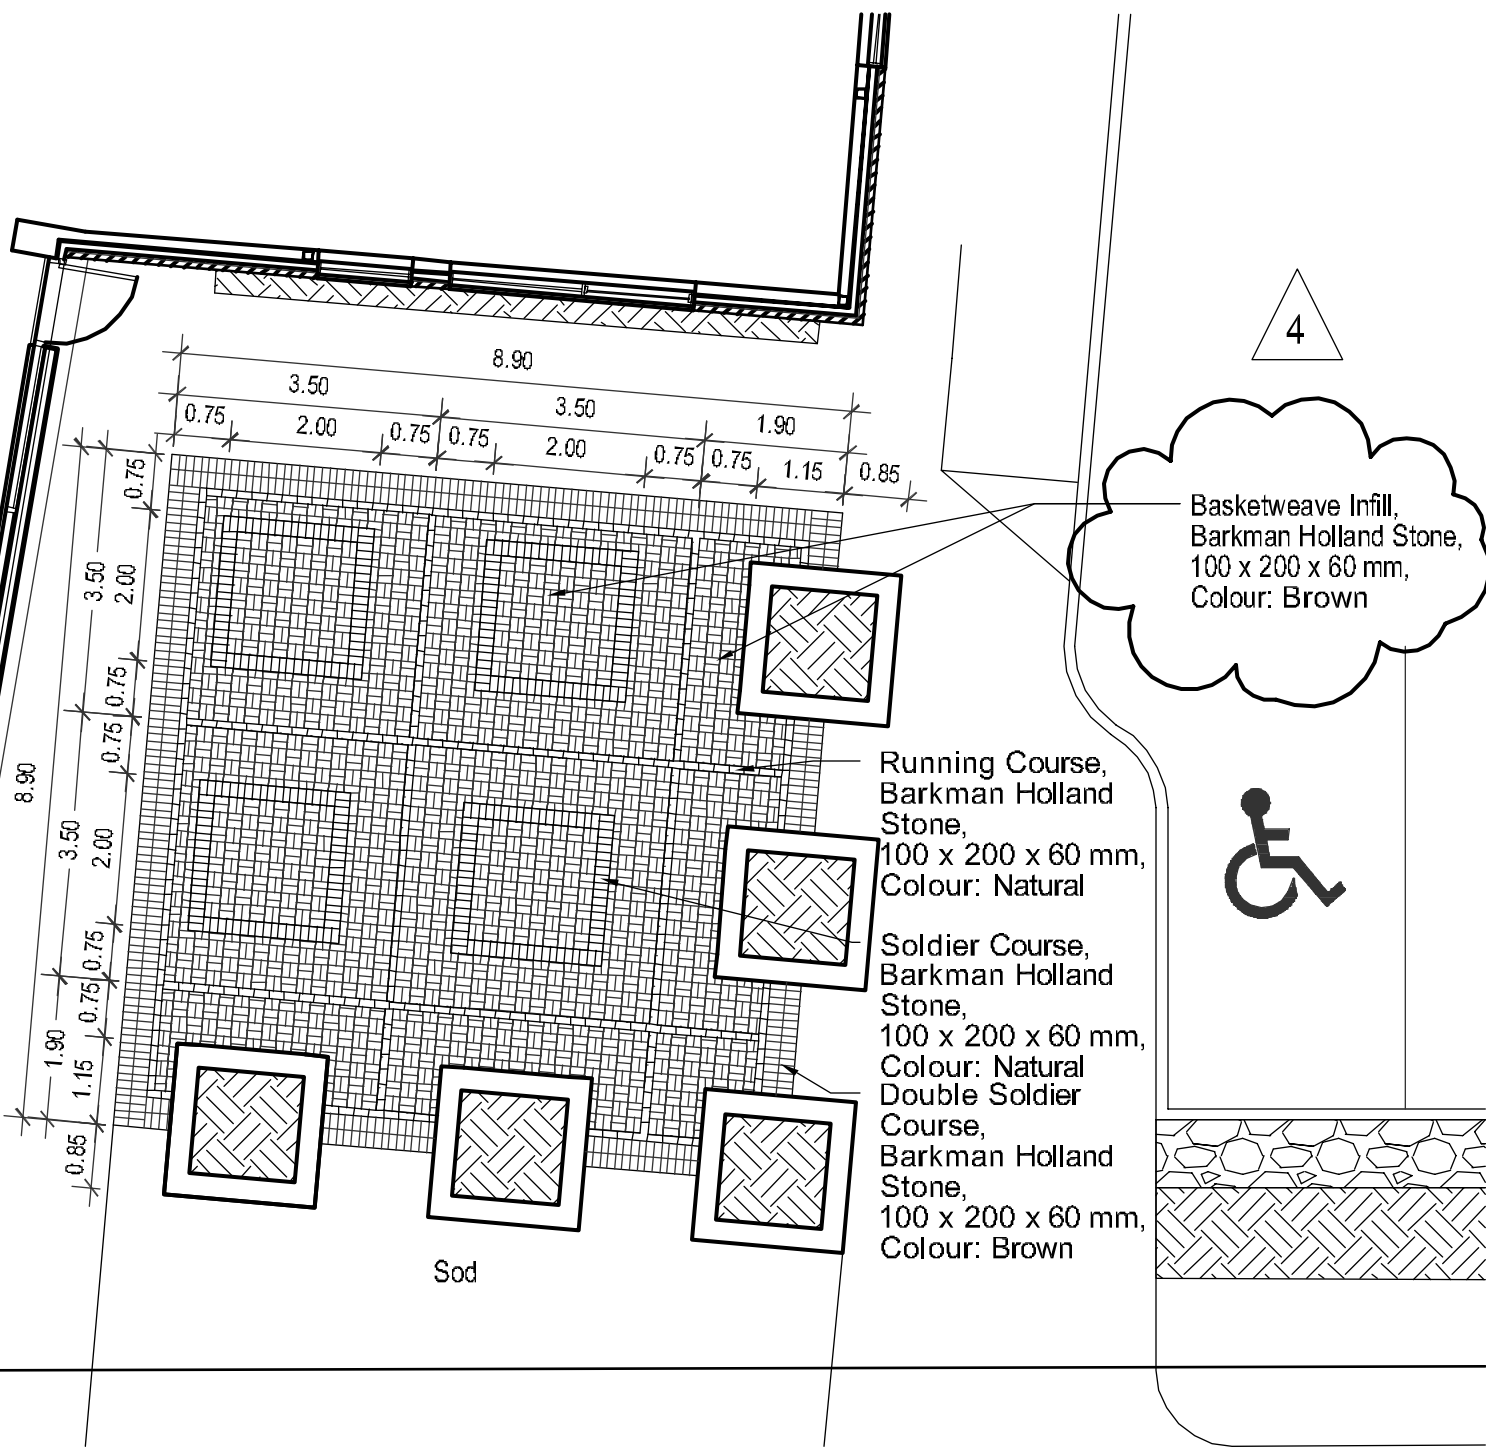 8.90
3.50
3.50
1.90
0.75
2.00
0.75
0.75
2.00
0.75
0.75
1.15
0.85
0.75
3.50
2.00
0.75
0.75
8.90
3.50
2.00
0.75
0.75
1.90
1.15
0.85
4
Basketweave Infill,
Barkman Holland Stone,
100 x 200 x 60 mm,
Colour: Brown
Running Course,
Barkman Holland
Stone,
100 x 200 x 60 mm,
Colour: Natural
Soldier Course,
Barkman Holland
Stone,
100 x 200 x 60 mm,
Colour: Natural
Double Soldier
Course,
Barkman Holland
Stone,
100 x 200 x 60 mm,
Colour: Brown
Sod